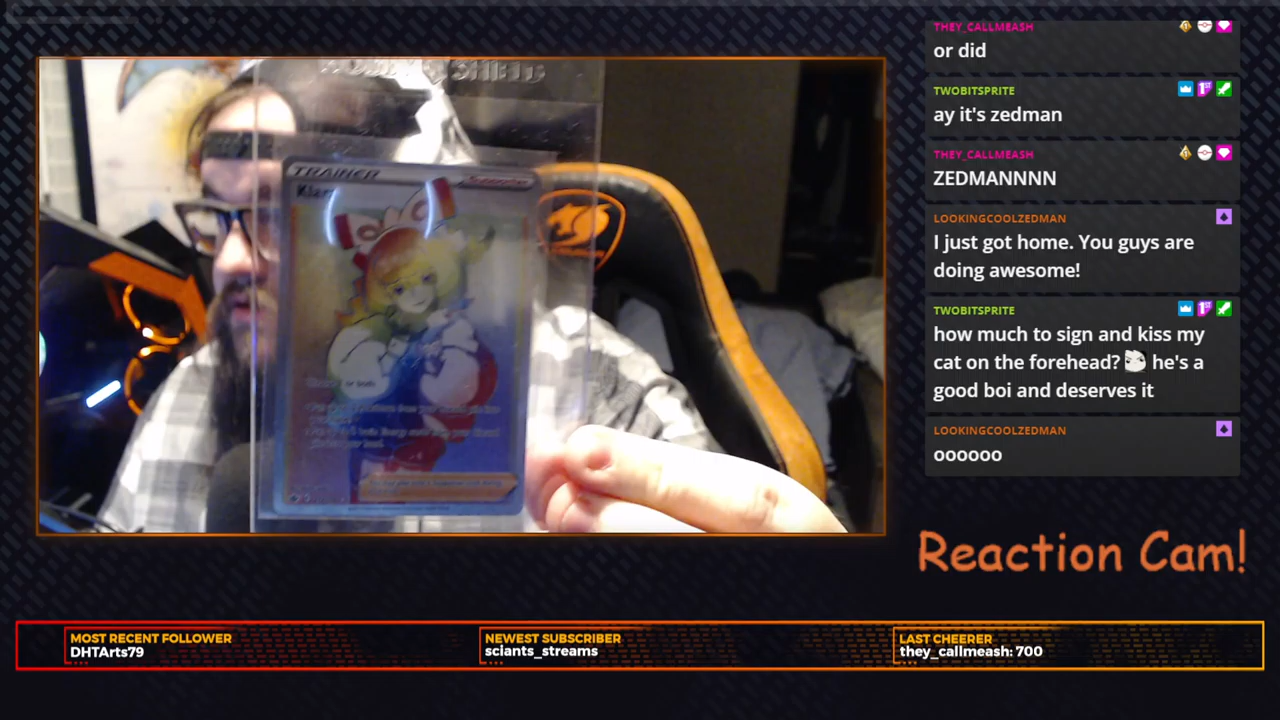 THEY_CALLMEASH
or did
TWOBITSPRITE
ay it's zedman
THEY_CALLMEASH
ZEDMANNNN
LOOKINGCOOLZEDMAN
I just got home. You guys are
doing awesome!
TWOBITSPRITE
how much to sign and kiss my
cat on the forehead? he's a
good boi and deserves it
LOOKINGCOOLZEDMAN
oooooo
TRAINER
Supporter
Reaction Cam!
MOST RECENT FOLLOWER
DHTArts79
NEWEST SUBSCRIBER
sciants_streams
LAST CHEERER
they_callmeash: 700